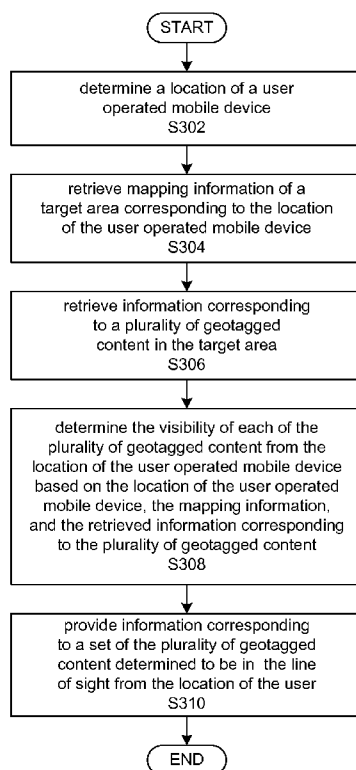 START
determine a location of a user
operated mobile device
S302
retrieve mapping information of a
target area corresponding to the location
of the user operated mobile device
S304
retrieve information corresponding
to a plurality of geotagged
content in the target area
S306
determine the visibility of each of the
plurality of geotagged content from the
location of the user operated mobile device
based on the location of the user operated
mobile device, the mapping information,
and the retrieved information corresponding
to the plurality of geotagged content
S308
provide information corresponding
to a set of the plurality of geotagged
content determined to be in the line
of sight from the location of the user
S310
END